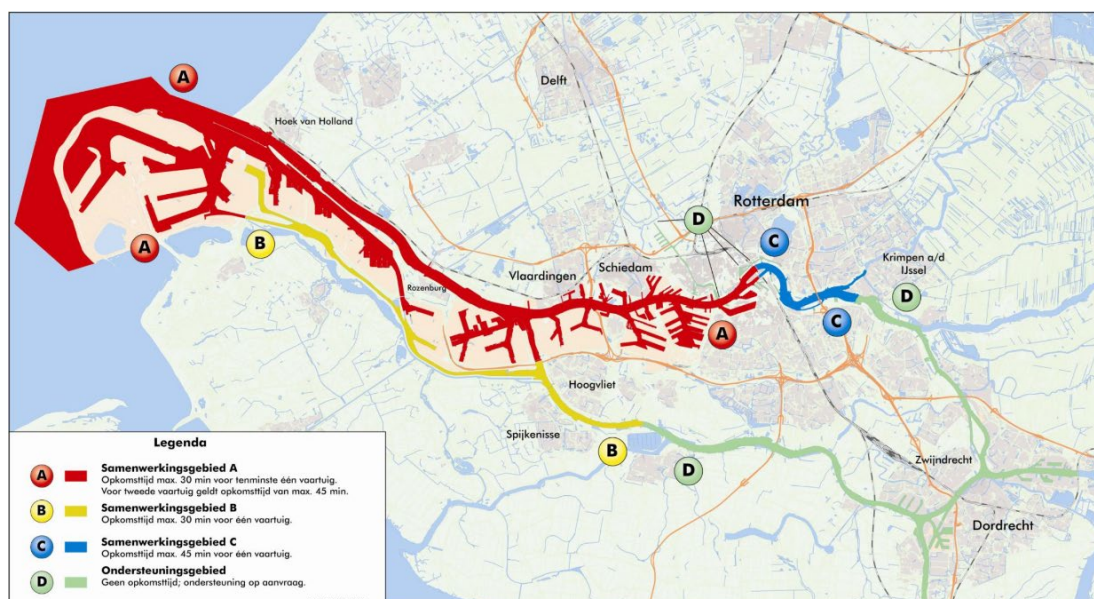 A
Delft
Hoek van Holland
A
B
D
Rotterdam
C
Krimpen a/d
IJssel
Vlaardingen
Schiedam
Rozenburg
D
C
A
Hoogvliet
Spijkenisse
B
D
Zwijndrecht
Dordrecht
Legenda
A
Samenwerkingsgebied A
Opkomsttijd max. 30 min voor tenminste één vaartuig.
Voor tweede vaartuig geldt opkomsttijd van max. 45 min.
B
Samenwerkingsgebied B
Opkomsttijd max. 30 min voor één vaartuig.
C
Samenwerkingsgebied C
Opkomsttijd max. 45 min voor één vaartuig.
D
Ondersteuningsgebied
Geen opkomsttijd; ondersteuning op aanvraag.